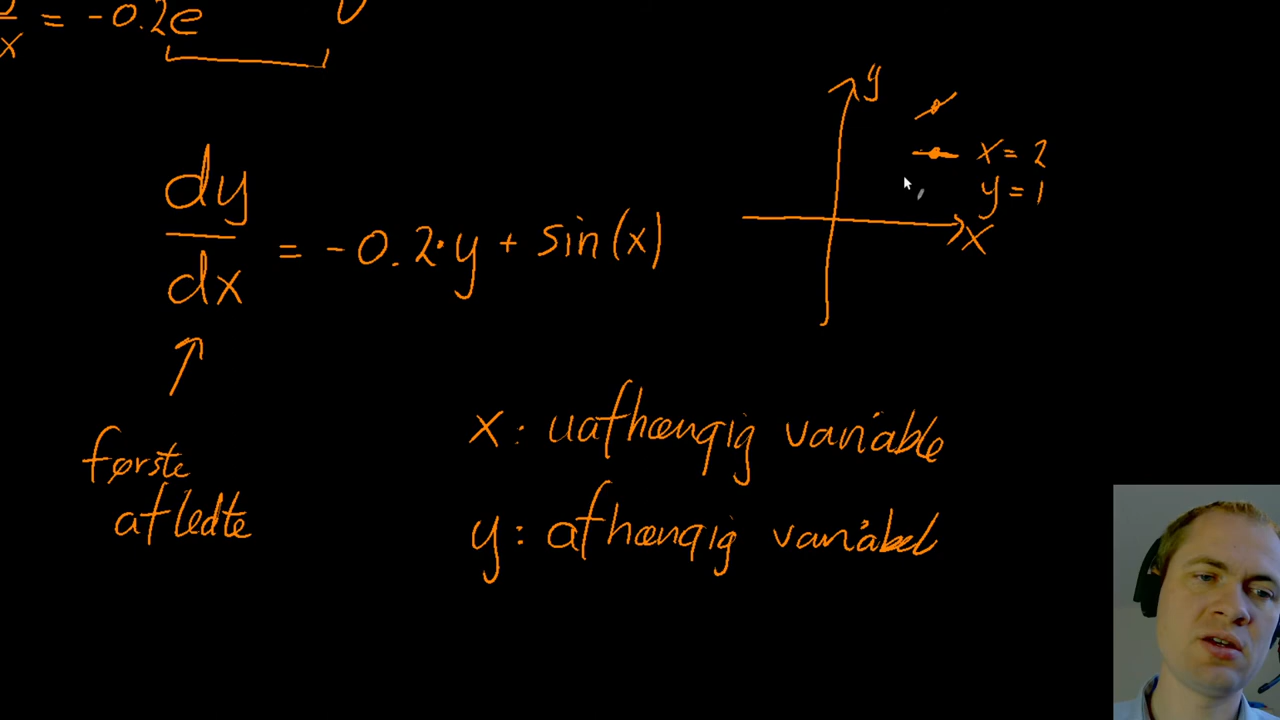 = -0.2e
x
y
x = 2
y = 1
x
dy
dx
= -0.2·y + sin(x)
første
afledte
x: uafhængig variable
y: afhængig variabel